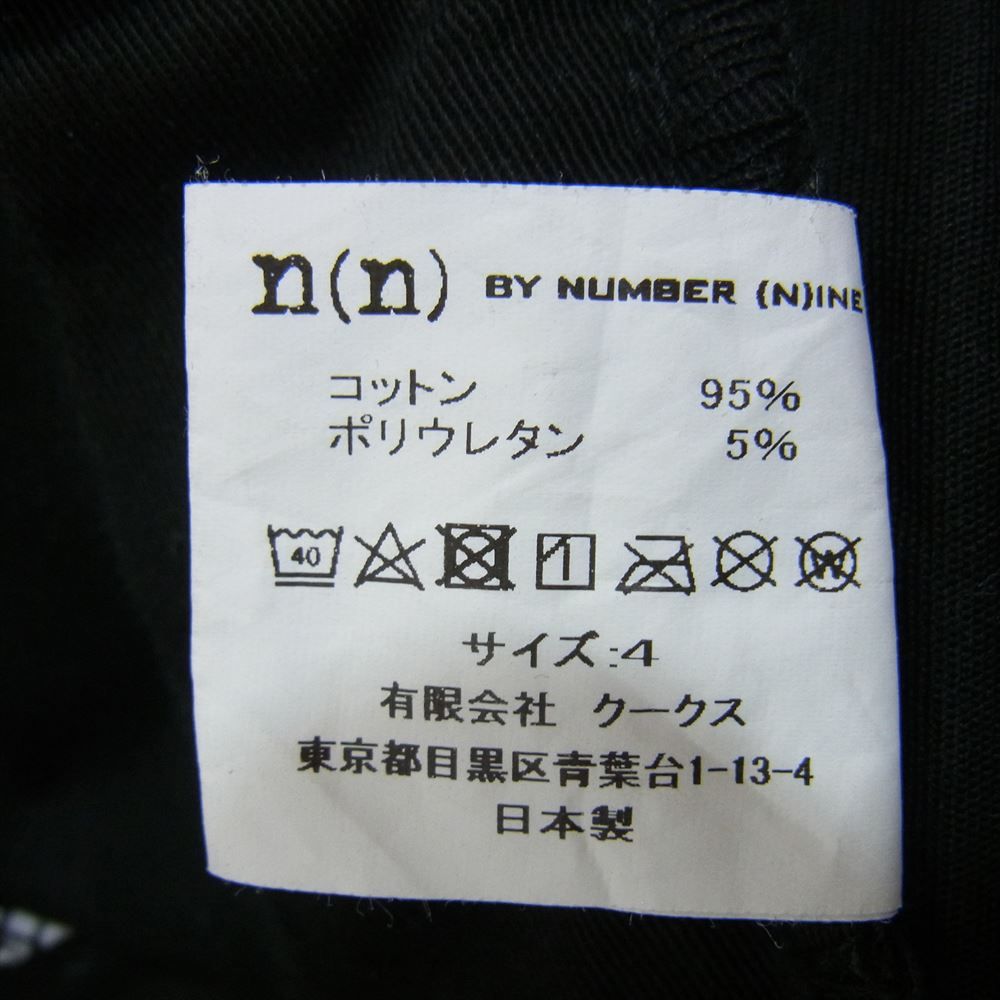 n(n) BY NUMBER (N)INE
コットン 95%
ポリウレタン 5%
40
W
サイズ:4
有限会社 クークス
東京都目黒区青葉台1-13-4
日本製